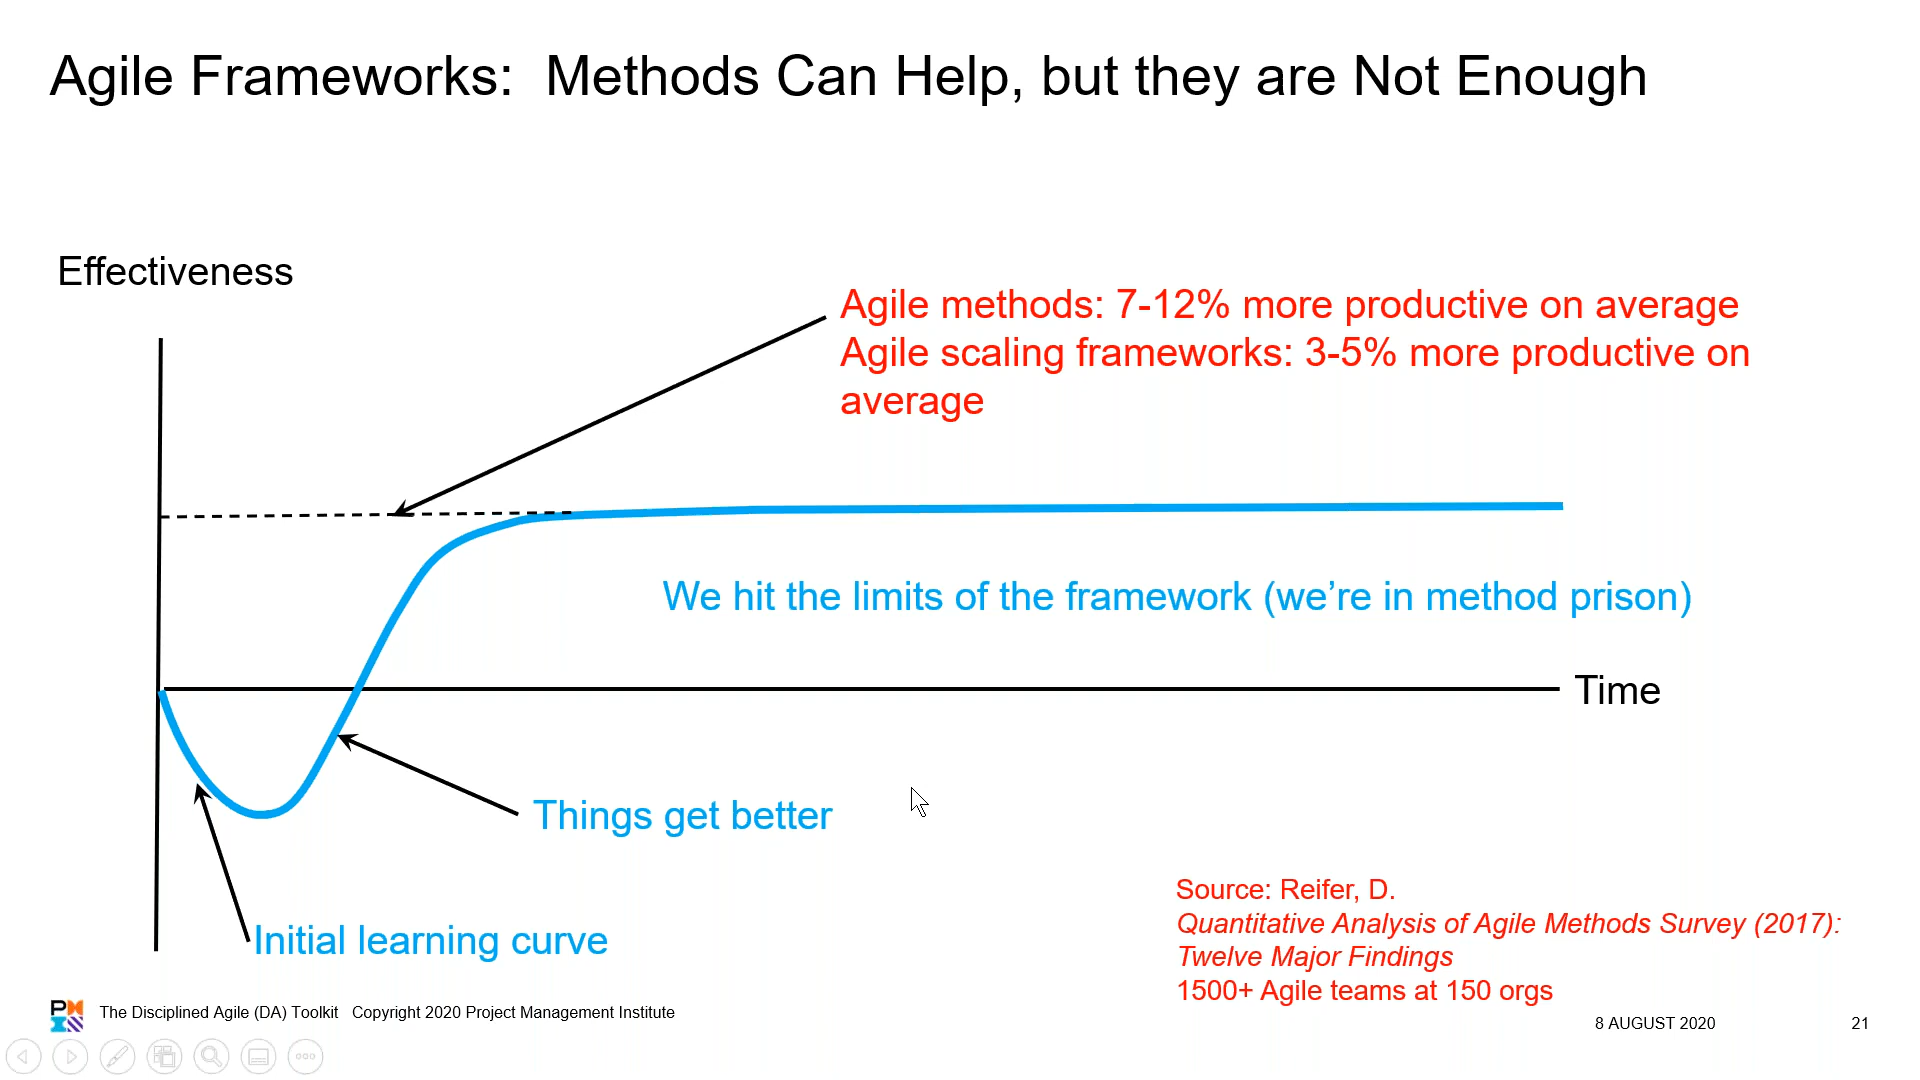 Agile Frameworks:  Methods Can Help, but they are Not Enough
Effectiveness
Agile methods: 7-12% more productive on average
Agile scaling frameworks: 3-5% more productive on
average
We hit the limits of the framework (we’re in method prison)
Time
Things get better
Initial learning curve
Source: Reifer, D.
Quantitative Analysis of Agile Methods Survey (2017):
Twelve Major Findings
1500+ Agile teams at 150 orgs
The Disciplined Agile (DA) Toolkit   Copyright 2020 Project Management Institute
8 AUGUST 2020
21